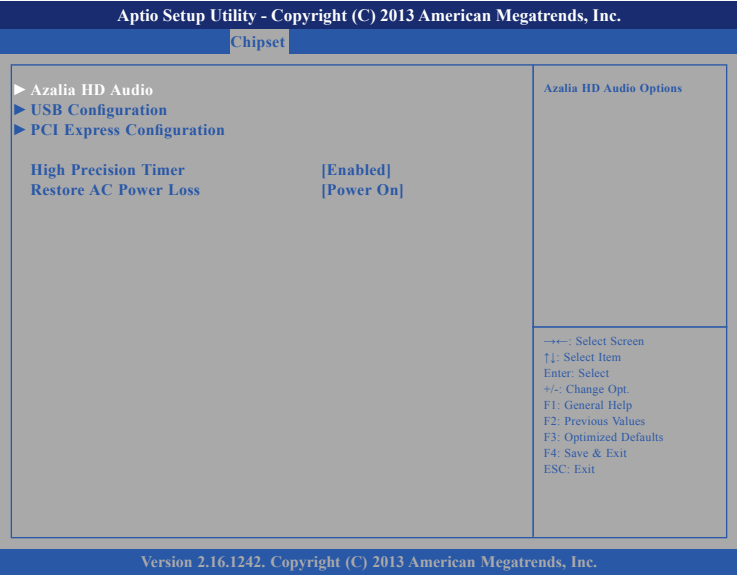 Aptio Setup Utility - Copyright (C) 2013 American Megatrends, Inc.
Chipset
► Azalia HD Audio
► USB Configuration
► PCI Express Configuration
High Precision Timer [Enabled]
Restore AC Power Loss [Power On]
Azalia HD Audio Options
→←: Select Screen
↑↓: Select Item
Enter: Select
+/-: Change Opt.
F1: General Help
F2: Previous Values
F3: Optimized Defaults
F4: Save & Exit
ESC: Exit
Version 2.16.1242. Copyright (C) 2013 American Megatrends, Inc.